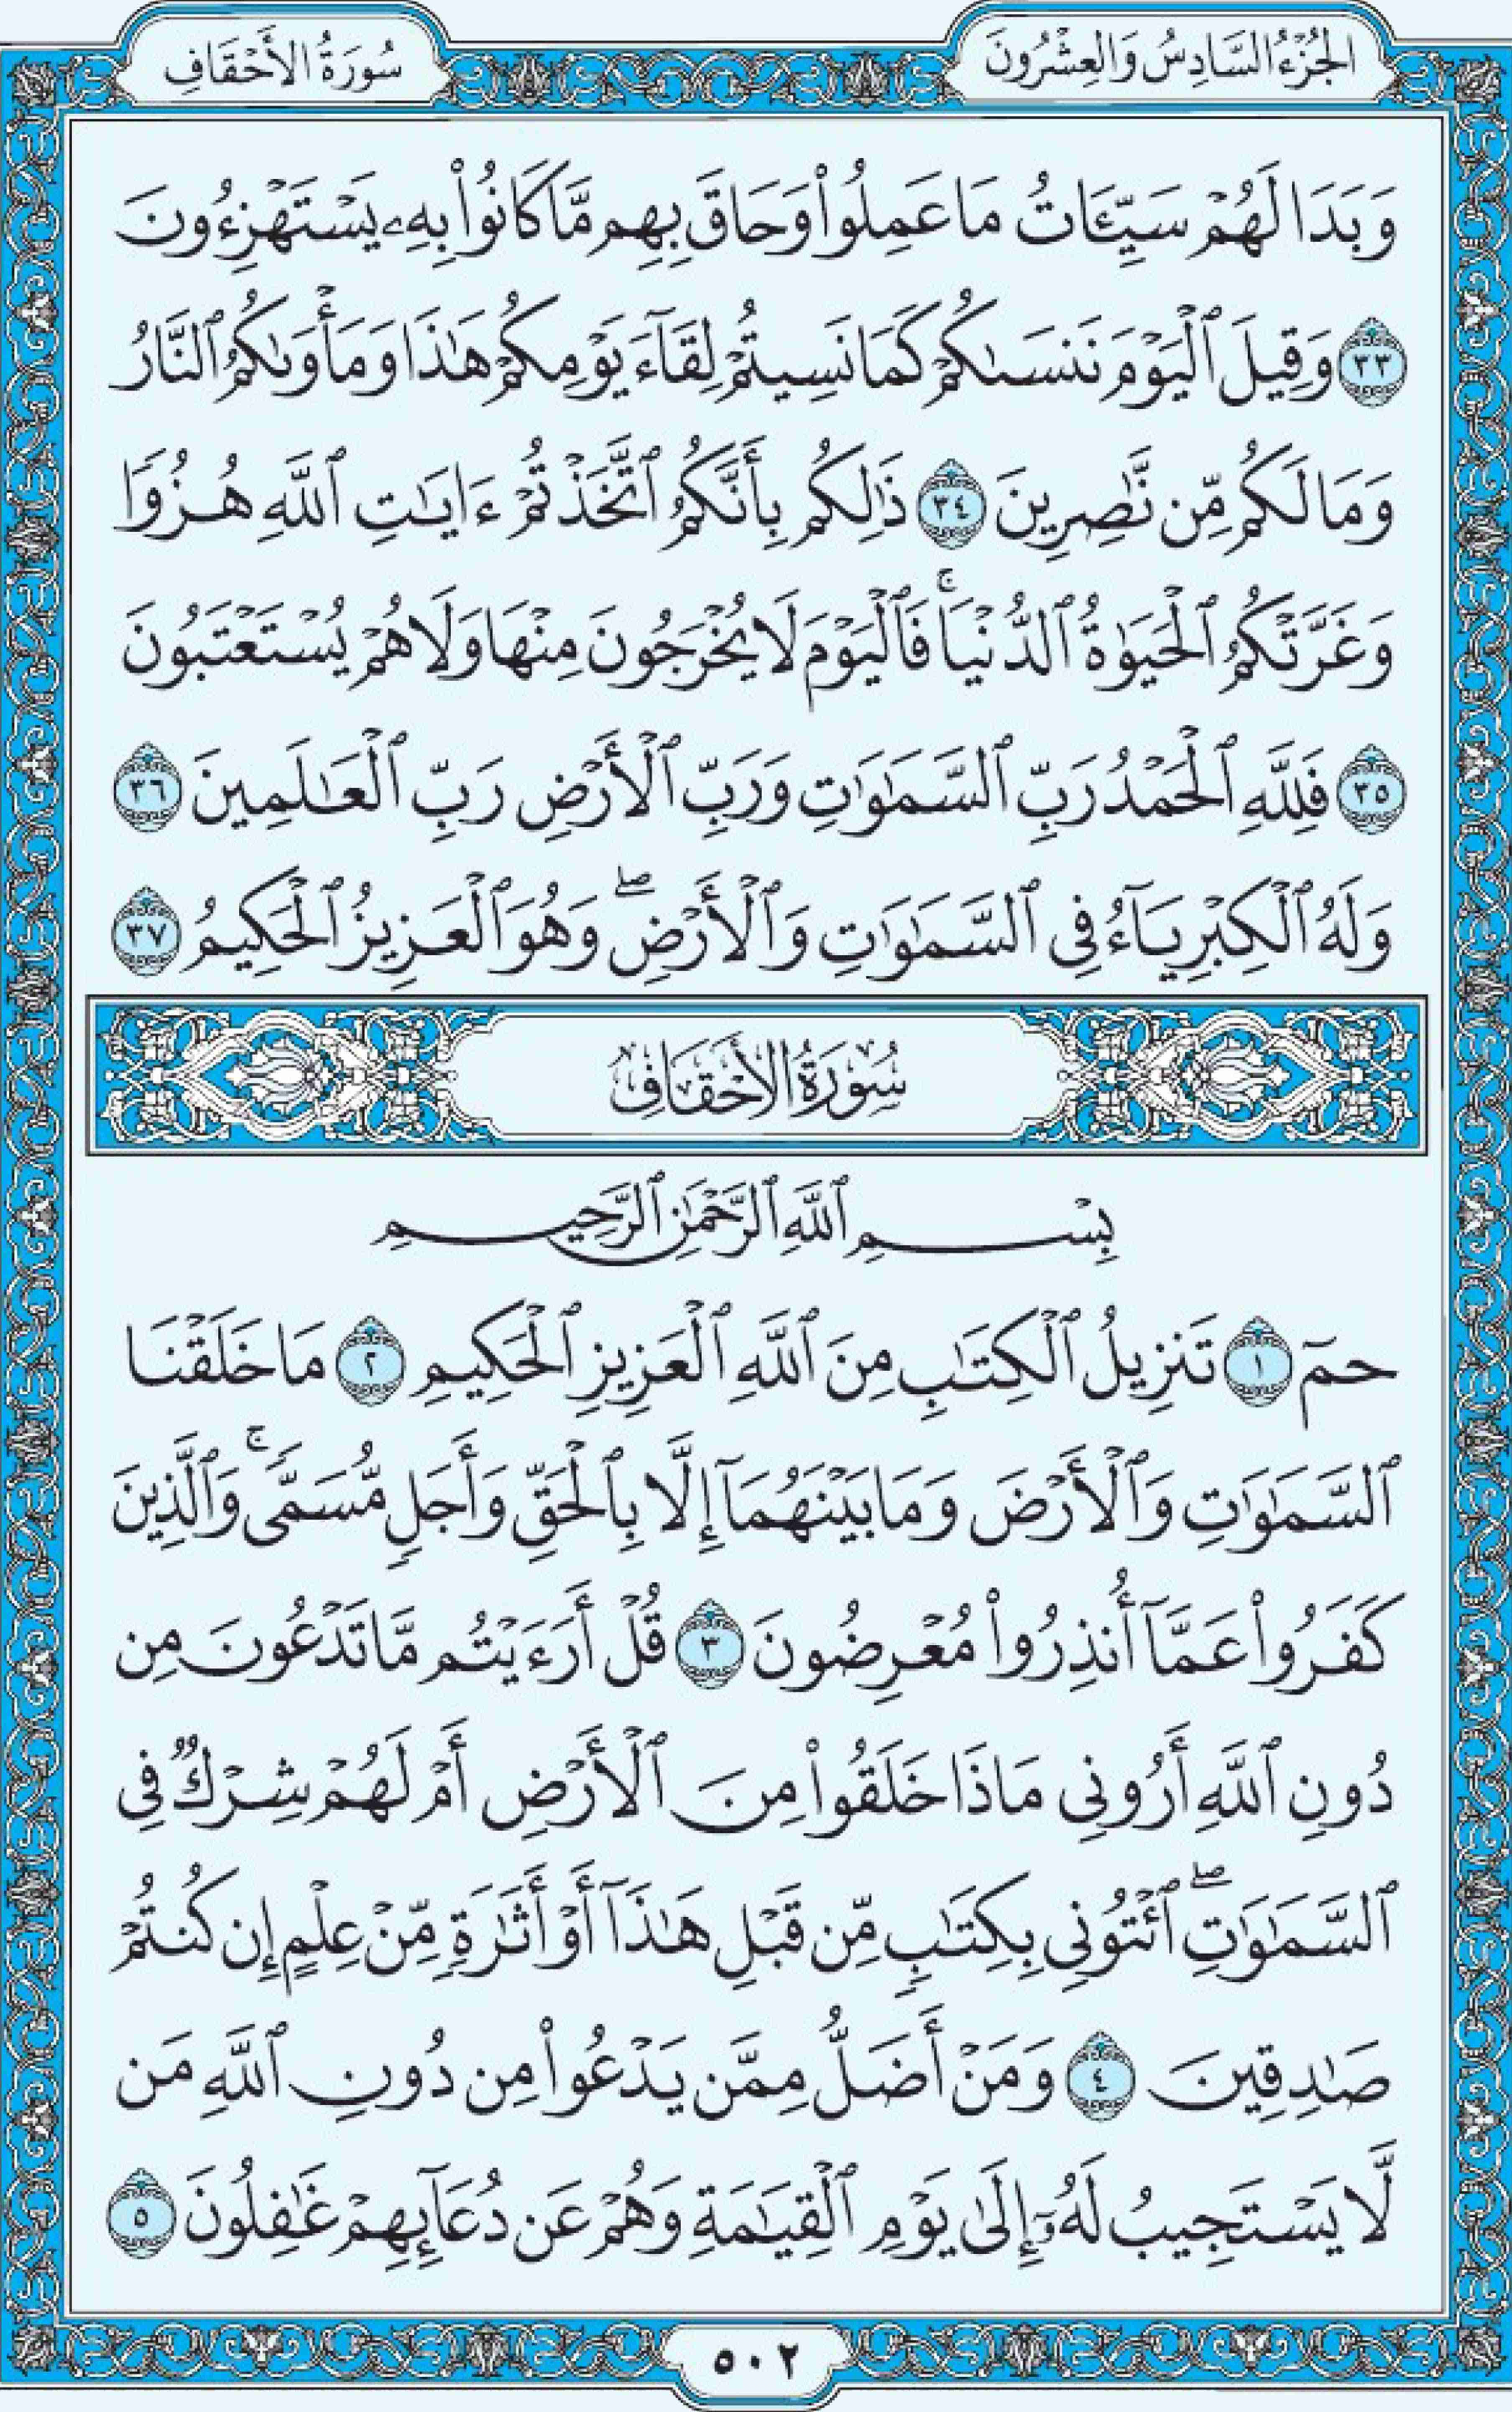 الجُزْءُ السَّادِسُ وَالعِشْرُونَ
سُورَةُ الأَحْقَافِ
وَبَدَا لَهُمْ سَيِّـَٔاتُ مَا عَمِلُوا۟ وَحَاقَ بِهِم مَّا كَانُوا۟ بِهِۦ يَسْتَهْزِءُونَ
٣٣ وَقِيلَ ٱلْيَوْمَ نَنسَىٰكُمْ كَمَا نَسِيتُمْ لِقَآءَ يَوْمِكُمْ هَـٰذَا وَمَأْوَىٰكُمُ ٱلنَّارُ
وَمَا لَكُم مِّن نَّـٰصِرِينَ ٣٤ ذَٰلِكُم بِأَنَّكُمُ ٱتَّخَذْتُمْ ءَايَـٰتِ ٱللَّهِ هُزُوًا
وَغَرَّتْكُمُ ٱلْحَيَوٰةُ ٱلدُّنْيَا ۚ فَٱلْيَوْمَ لَا يُخْرَجُونَ مِنْهَا وَلَا هُمْ يُسْتَعْتَبُونَ
٣٥ فَلِلَّهِ ٱلْحَمْدُ رَبِّ ٱلسَّمَـٰوَٰتِ وَرَبِّ ٱلْأَرْضِ رَبِّ ٱلْعَـٰلَمِينَ ٣٦
وَلَهُ ٱلْكِبْرِيَآءُ فِى ٱلسَّمَـٰوَٰتِ وَٱلْأَرْضِ ۖ وَهُوَ ٱلْعَزِيزُ ٱلْحَكِيمُ ٣٧
سُورَةُ الأَحْقَافِ
بِسْمِ ٱللَّهِ ٱلرَّحْمَـٰنِ ٱلرَّحِيمِ
حمٓ ١ تَنزِيلُ ٱلْكِتَـٰبِ مِنَ ٱللَّهِ ٱلْعَزِيزِ ٱلْحَكِيمِ ٢ مَا خَلَقْنَا
ٱلسَّمَـٰوَٰتِ وَٱلْأَرْضَ وَمَا بَيْنَهُمَآ إِلَّا بِٱلْحَقِّ وَأَجَلٍ مُّسَمًّى ۚ وَٱلَّذِينَ
كَفَرُوا۟ عَمَّآ أُنذِرُوا۟ مُعْرِضُونَ ٣ قُلْ أَرَءَيْتُم مَّا تَدْعُونَ مِن
دُونِ ٱللَّهِ أَرُونِى مَاذَا خَلَقُوا۟ مِنَ ٱلْأَرْضِ أَمْ لَهُمْ شِرْكٌ فِى
ٱلسَّمَـٰوَٰتِ ۖ ٱئْتُونِى بِكِتَـٰبٍ مِّن قَبْلِ هَـٰذَآ أَوْ أَثَـٰرَةٍ مِّنْ عِلْمٍ إِن كُنتُمْ
صَـٰدِقِينَ ٤ وَمَنْ أَضَلُّ مِمَّن يَدْعُوا۟ مِن دُونِ ٱللَّهِ مَن
لَّا يَسْتَجِيبُ لَهُۥٓ إِلَىٰ يَوْمِ ٱلْقِيَـٰمَةِ وَهُمْ عَن دُعَآئِهِمْ غَـٰفِلُونَ ٥
٥٠٢